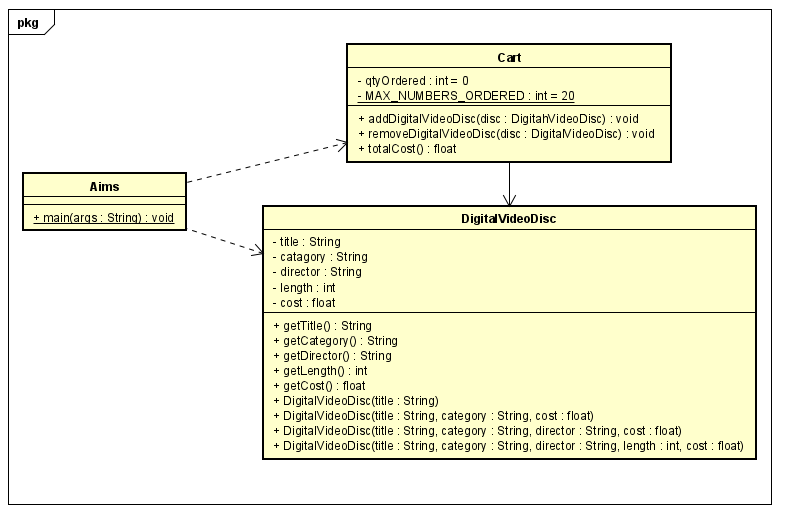 pkg
Cart
- qtyOrdered : int = 0
- MAX_NUMBERS_ORDERED : int = 20
+ addDigitalVideoDisc(disc : DigitahVideoDisc) : void
+ removeDigitalVideoDisc(disc : DigitalVideoDisc) : void
+ totalCost() : float
Aims
+ main(args : String) : void
DigitalVideoDisc
- title : String
- catagory : String
- director : String
- length : int
- cost : float
+ getTitle() : String
+ getCategory() : String
+ getDirector() : String
+ getLength() : int
+ getCost() : float
+ DigitalVideoDisc(title : String)
+ DigitalVideoDisc(title : String, category : String, cost : float)
+ DigitalVideoDisc(title : String, category : String, director : String, cost : float)
+ DigitalVideoDisc(title : String, category : String, director : String, length : int, cost : float)